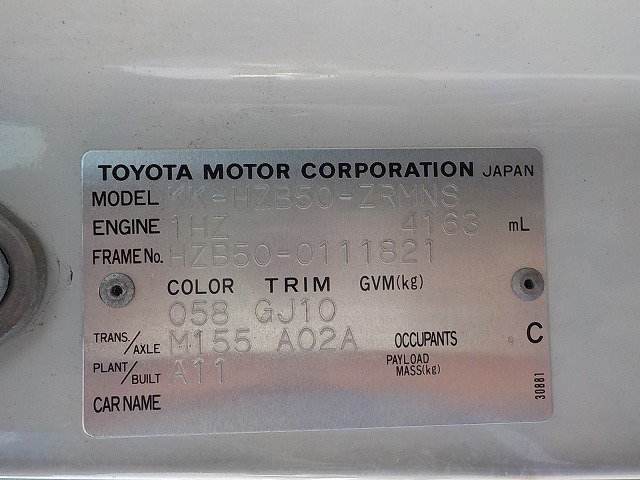 TOYOTA MOTOR CORPORATION JAPAN
MODEL KK-HZB50-ZRMNS
ENGINE 1HZ 4163 mL
FRAME No. HZB50-0111821
COLOR TRIM GVM(kg)
058 GJ10
TRANS./AXLE M155 A02A OCCUPANTS C
PLANT/BUILT A11 PAYLOAD MASS(kg)
CAR NAME
30881